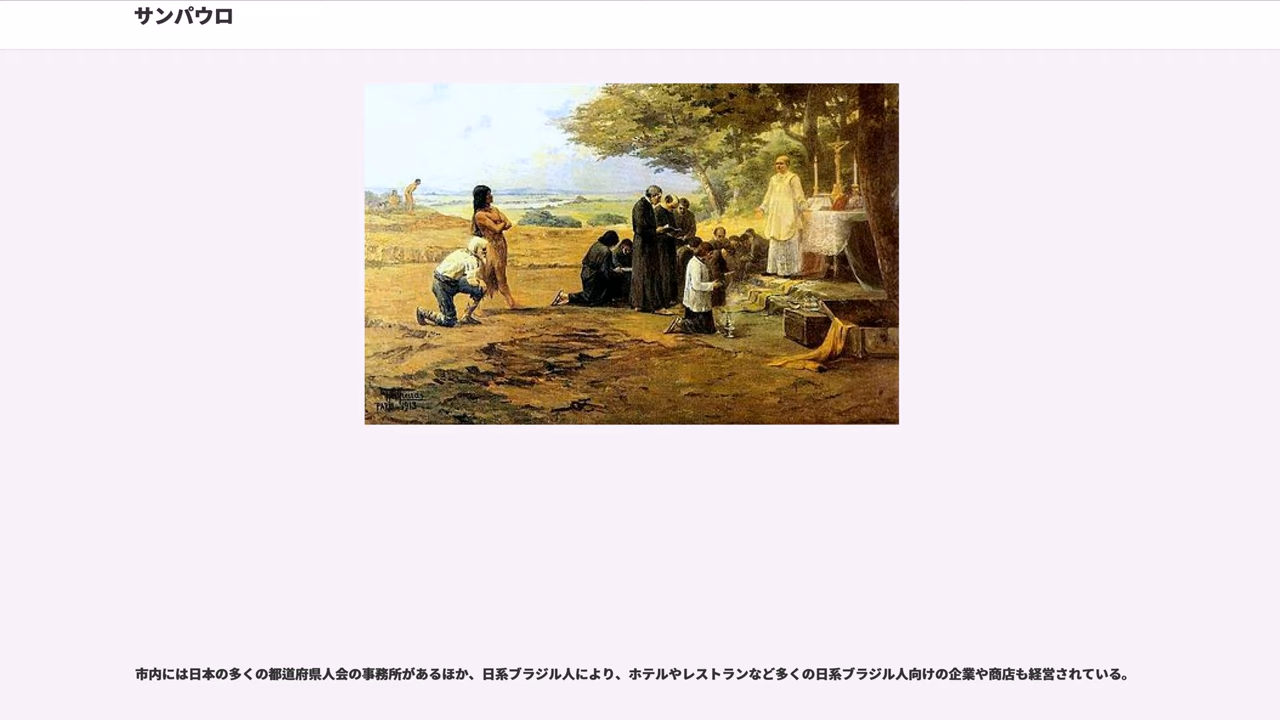 サンパウロ
PARIS 1913
市内には日本の多くの都道府県人会の事務所があるほか、日系ブラジル人により、ホテルやレストランなど多くの日系ブラジル人向けの企業や商店も経営されている。